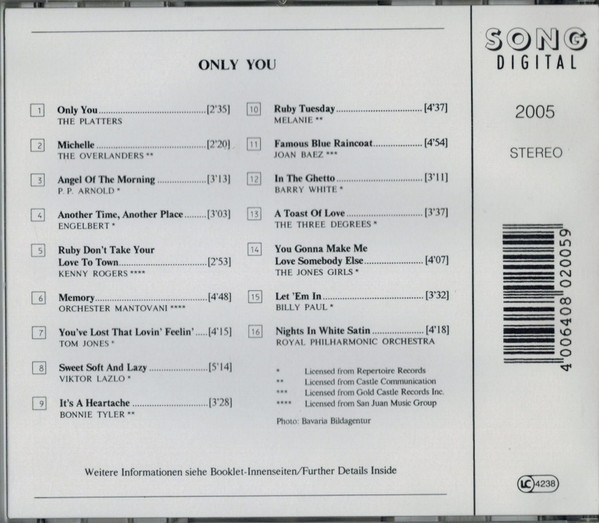 ONLY YOU
1 Only You..............................[2'35]
THE PLATTERS
2 Michelle..............................[2'20]
THE OVERLANDERS **
3 Angel Of The Morning ...............[3'13]
P. P. ARNOLD *
4 Another Time, Another Place .......[3'03]
ENGELBERT *
5 Ruby Don't Take Your
Love To Town.........................[2'53]
KENNY ROGERS ****
6 Memory................................[4'48]
ORCHESTER MANTOVANI ****
7 You've Lost That Lovin' Feelin' .....[4'15]
TOM JONES *
8 Sweet Soft And Lazy .................[5'14]
VIKTOR LAZLO *
9 It's A Heartache .....................[3'28]
BONNIE TYLER **
10 Ruby Tuesday.........................[4'37]
MELANIE **
11 Famous Blue Raincoat...............[4'54]
JOAN BAEZ ***
12 In The Ghetto ........................[3'11]
BARRY WHITE *
13 A Toast Of Love ......................[3'37]
THE THREE DEGREES *
14 You Gonna Make Me
Love Somebody Else..................[4'07]
THE JONES GIRLS *
15 Let 'Em In ............................[3'32]
BILLY PAUL *
16 Nights In White Satin ...............[4'18]
ROYAL PHILHARMONIC ORCHESTRA
* Licensed from Repertoire Records
** Licensed from Castle Communication
*** Licensed from Gold Castle Records Inc.
**** Licensed from San Juan Music Group
Photo: Bavaria Bildagentur
Weitere Informationen siehe Booklet-Innenseiten/Further Details Inside
SONG
DIGITAL
2005
STEREO
4 006408 020059
LC 4238